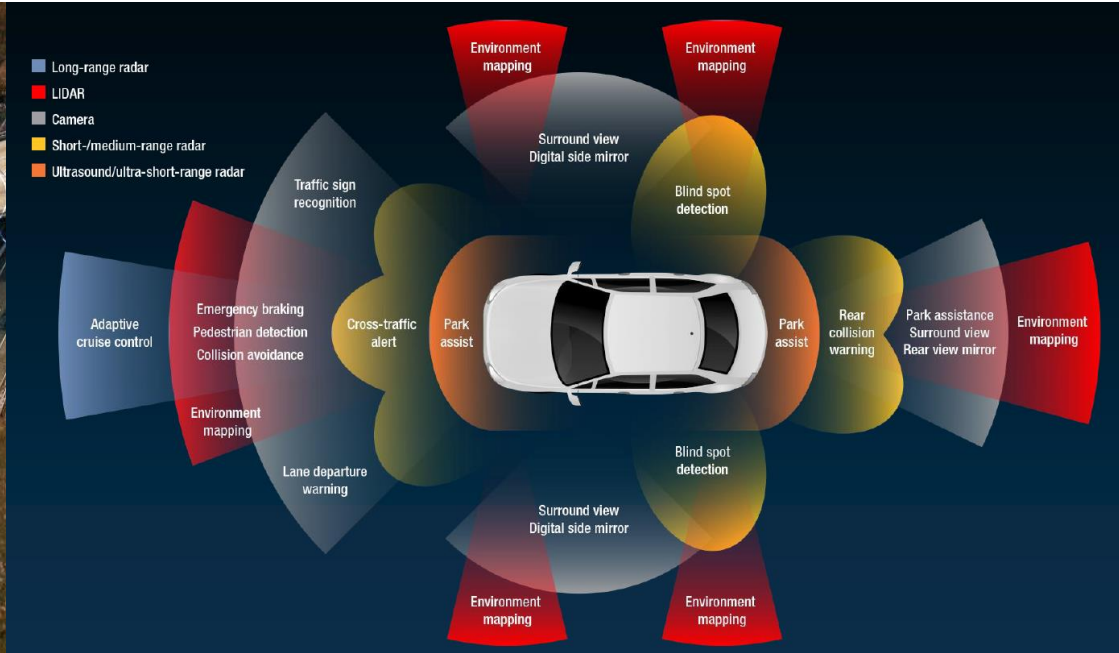 Long-range radar
LIDAR
Camera
Short-/medium-range radar
Ultrasound/ultra-short-range radar
Environment
mapping
Environment
mapping
Surround view
Digital side mirror
Traffic sign
recognition
Blind spot
detection
Adaptive
cruise control
Emergency braking
Pedestrian detection
Collision avoidance
Environment
mapping
Cross-traffic
alert
Park
assist
Park
assist
Rear
collision
warning
Park assistance
Surround view
Rear view mirror
Environment
mapping
Lane departure
warning
Blind spot
detection
Surround view
Digital side mirror
Environment
mapping
Environment
mapping